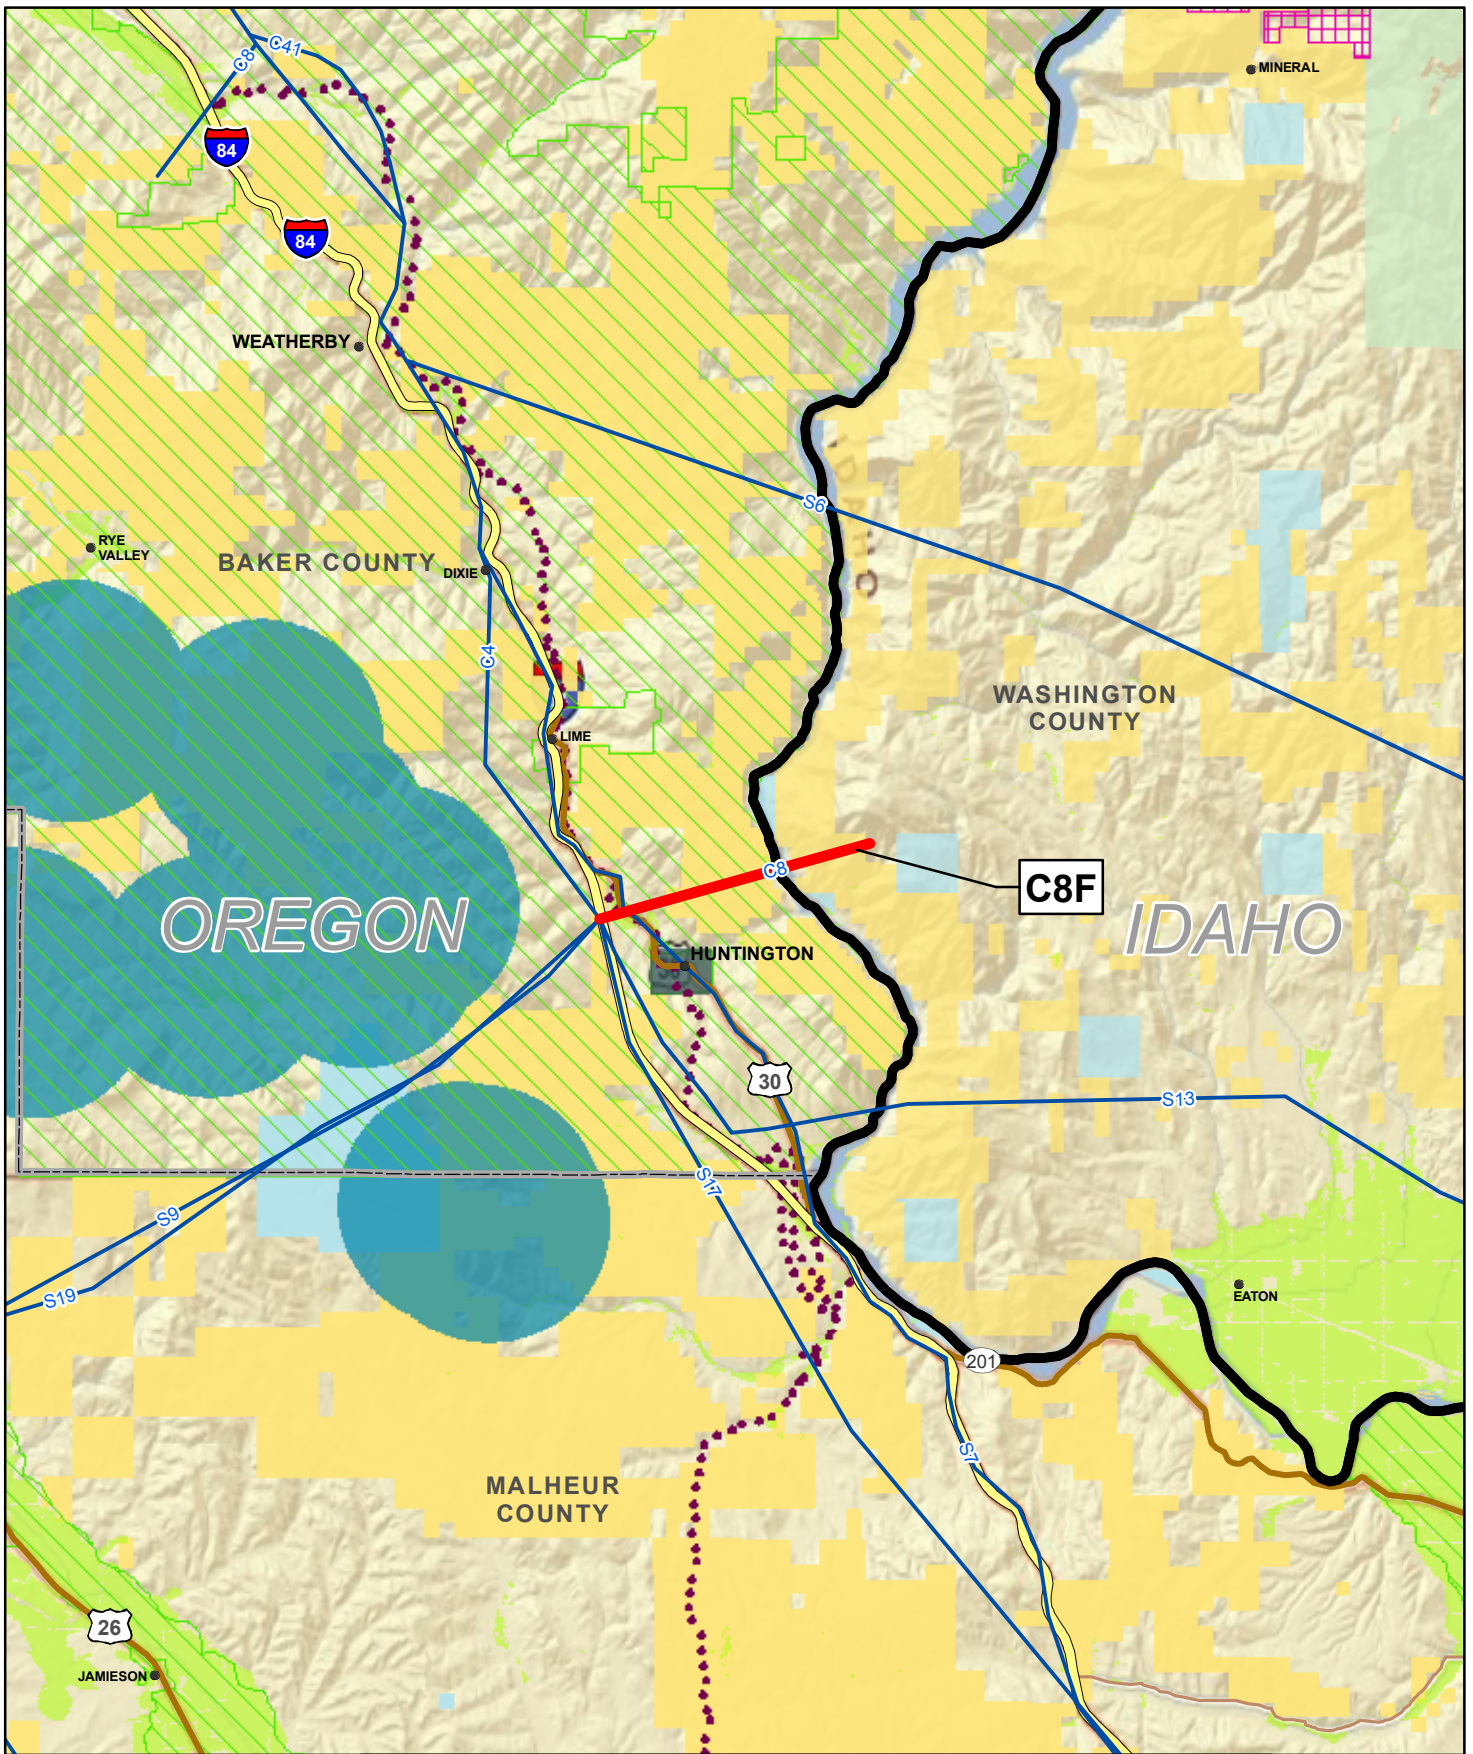 C41
C8
MINERAL
84
84
WEATHERBY
IDAHO
S6
RYE
VALLEY
BAKER COUNTY
DIXIE
C4
WASHINGTON
COUNTY
LIME
C8
C8F
OREGON
IDAHO
HUNTINGTON
30
S13
S17
S9
S19
EATON
201
S7
MALHEUR
COUNTY
26
JAMIESON